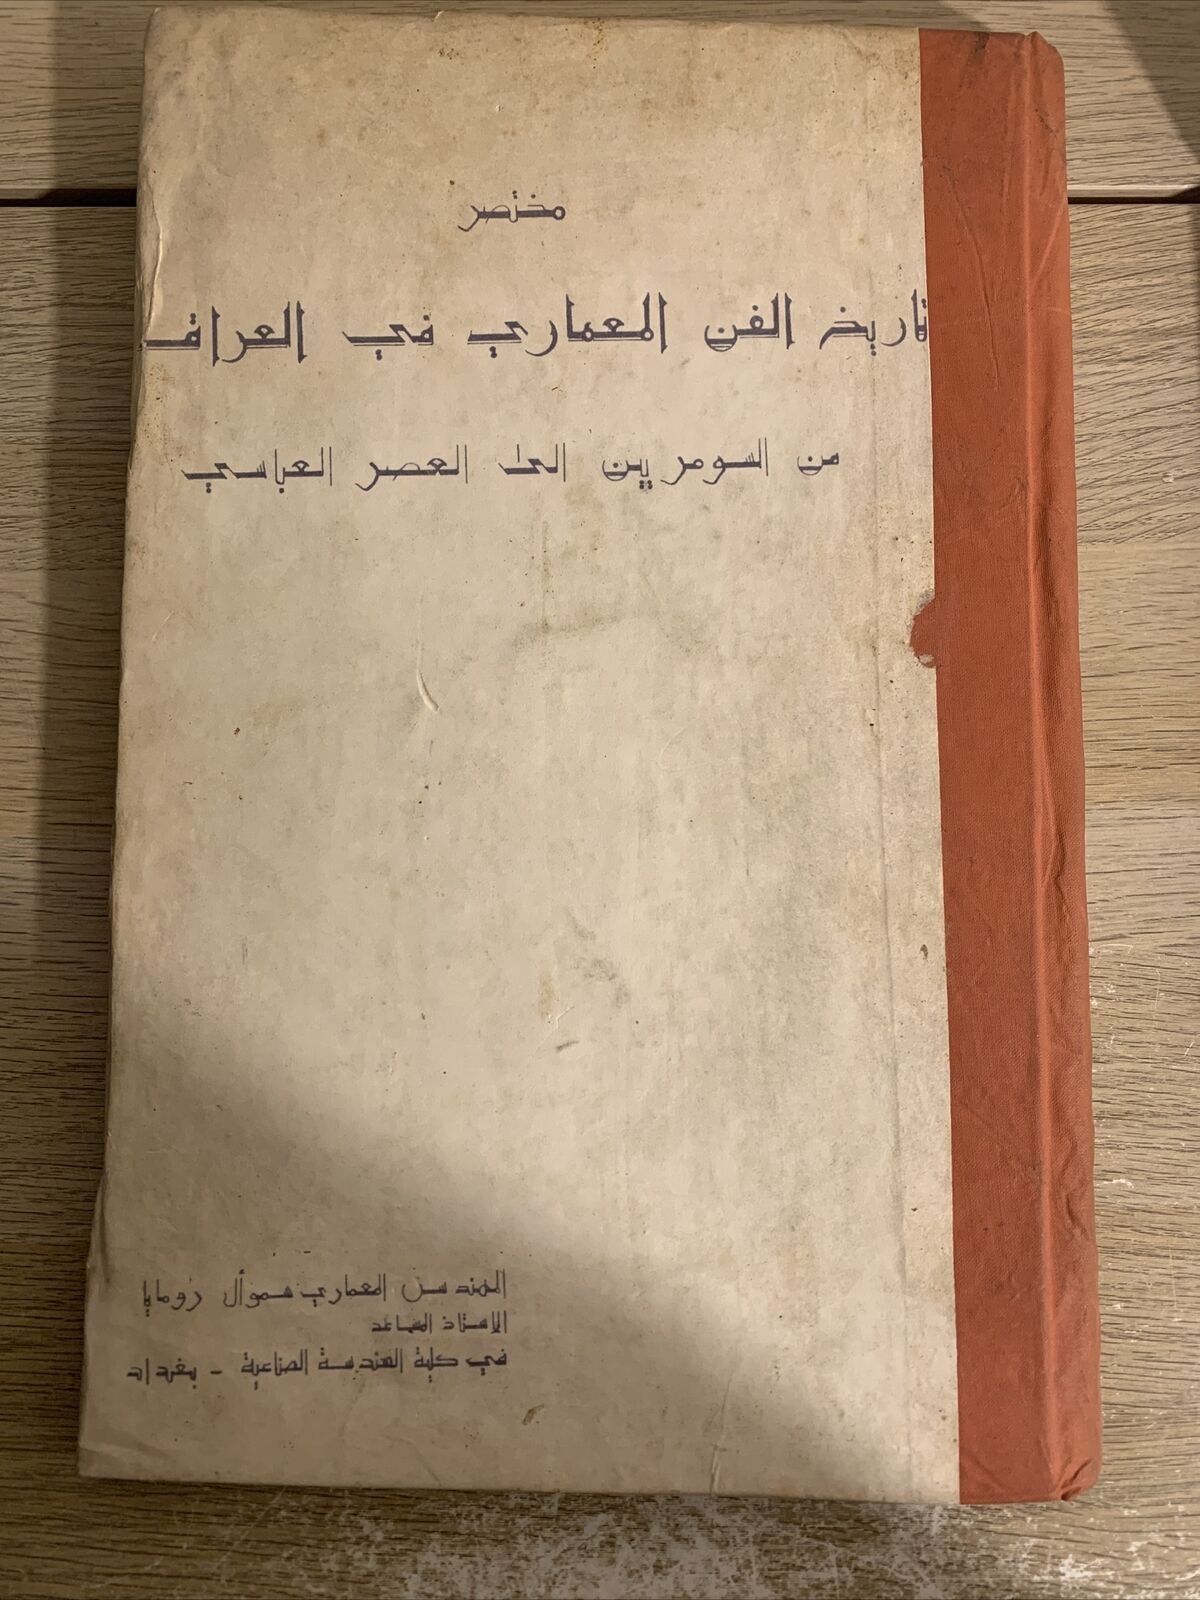 مختصر
تاريخ الفن المعماري في العراق
من السومريين الى العصر العباسي
المهندس المعماري سموأل رومايا
الاستاذ المساعد
في كلية الهندسة الصناعية - بغداد